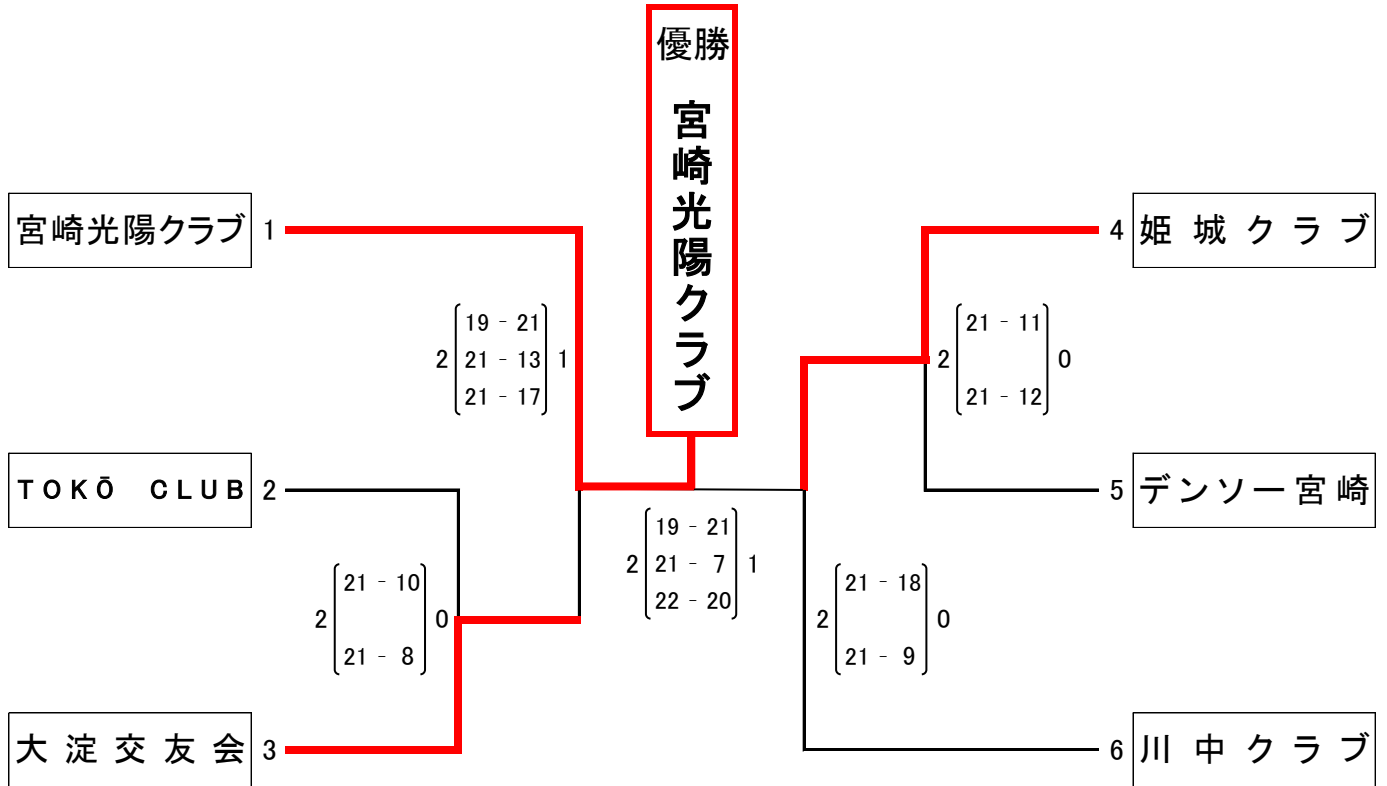 優勝
宮崎光陽クラブ
宮崎光陽クラブ 1
4 姫城クラブ
19 - 21
2 21 - 13 1
21 - 17
21 - 11
2 0
21 - 12
TOKŌ CLUB 2
5 デンソー宮崎
19 - 21
2 21 - 7 1
22 - 20
21 - 10
2 0
21 - 8
21 - 18
2 0
21 - 9
大淀交友会 3
6 川中クラブ